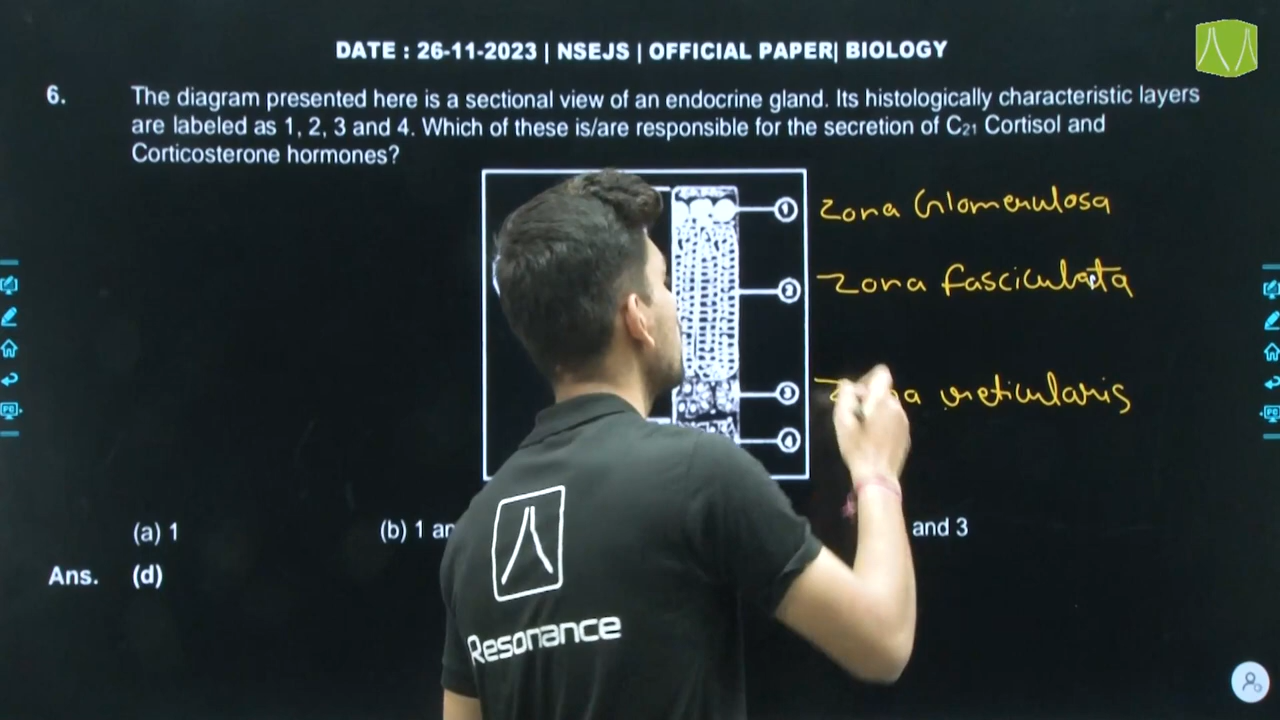 DATE : 26-11-2023 | NSEJS | OFFICIAL PAPER| BIOLOGY
6. The diagram presented here is a sectional view of an endocrine gland. Its histologically characteristic layers
are labeled as 1, 2, 3 and 4. Which of these is/are responsible for the secretion of C₂₁ Cortisol and
Corticosterone hormones?
1 Zona Glomerulosa
2 Zona fasciculata
3 reticularis
4
(a) 1 (b) 1 and 3
Ans. (d)
Resonance